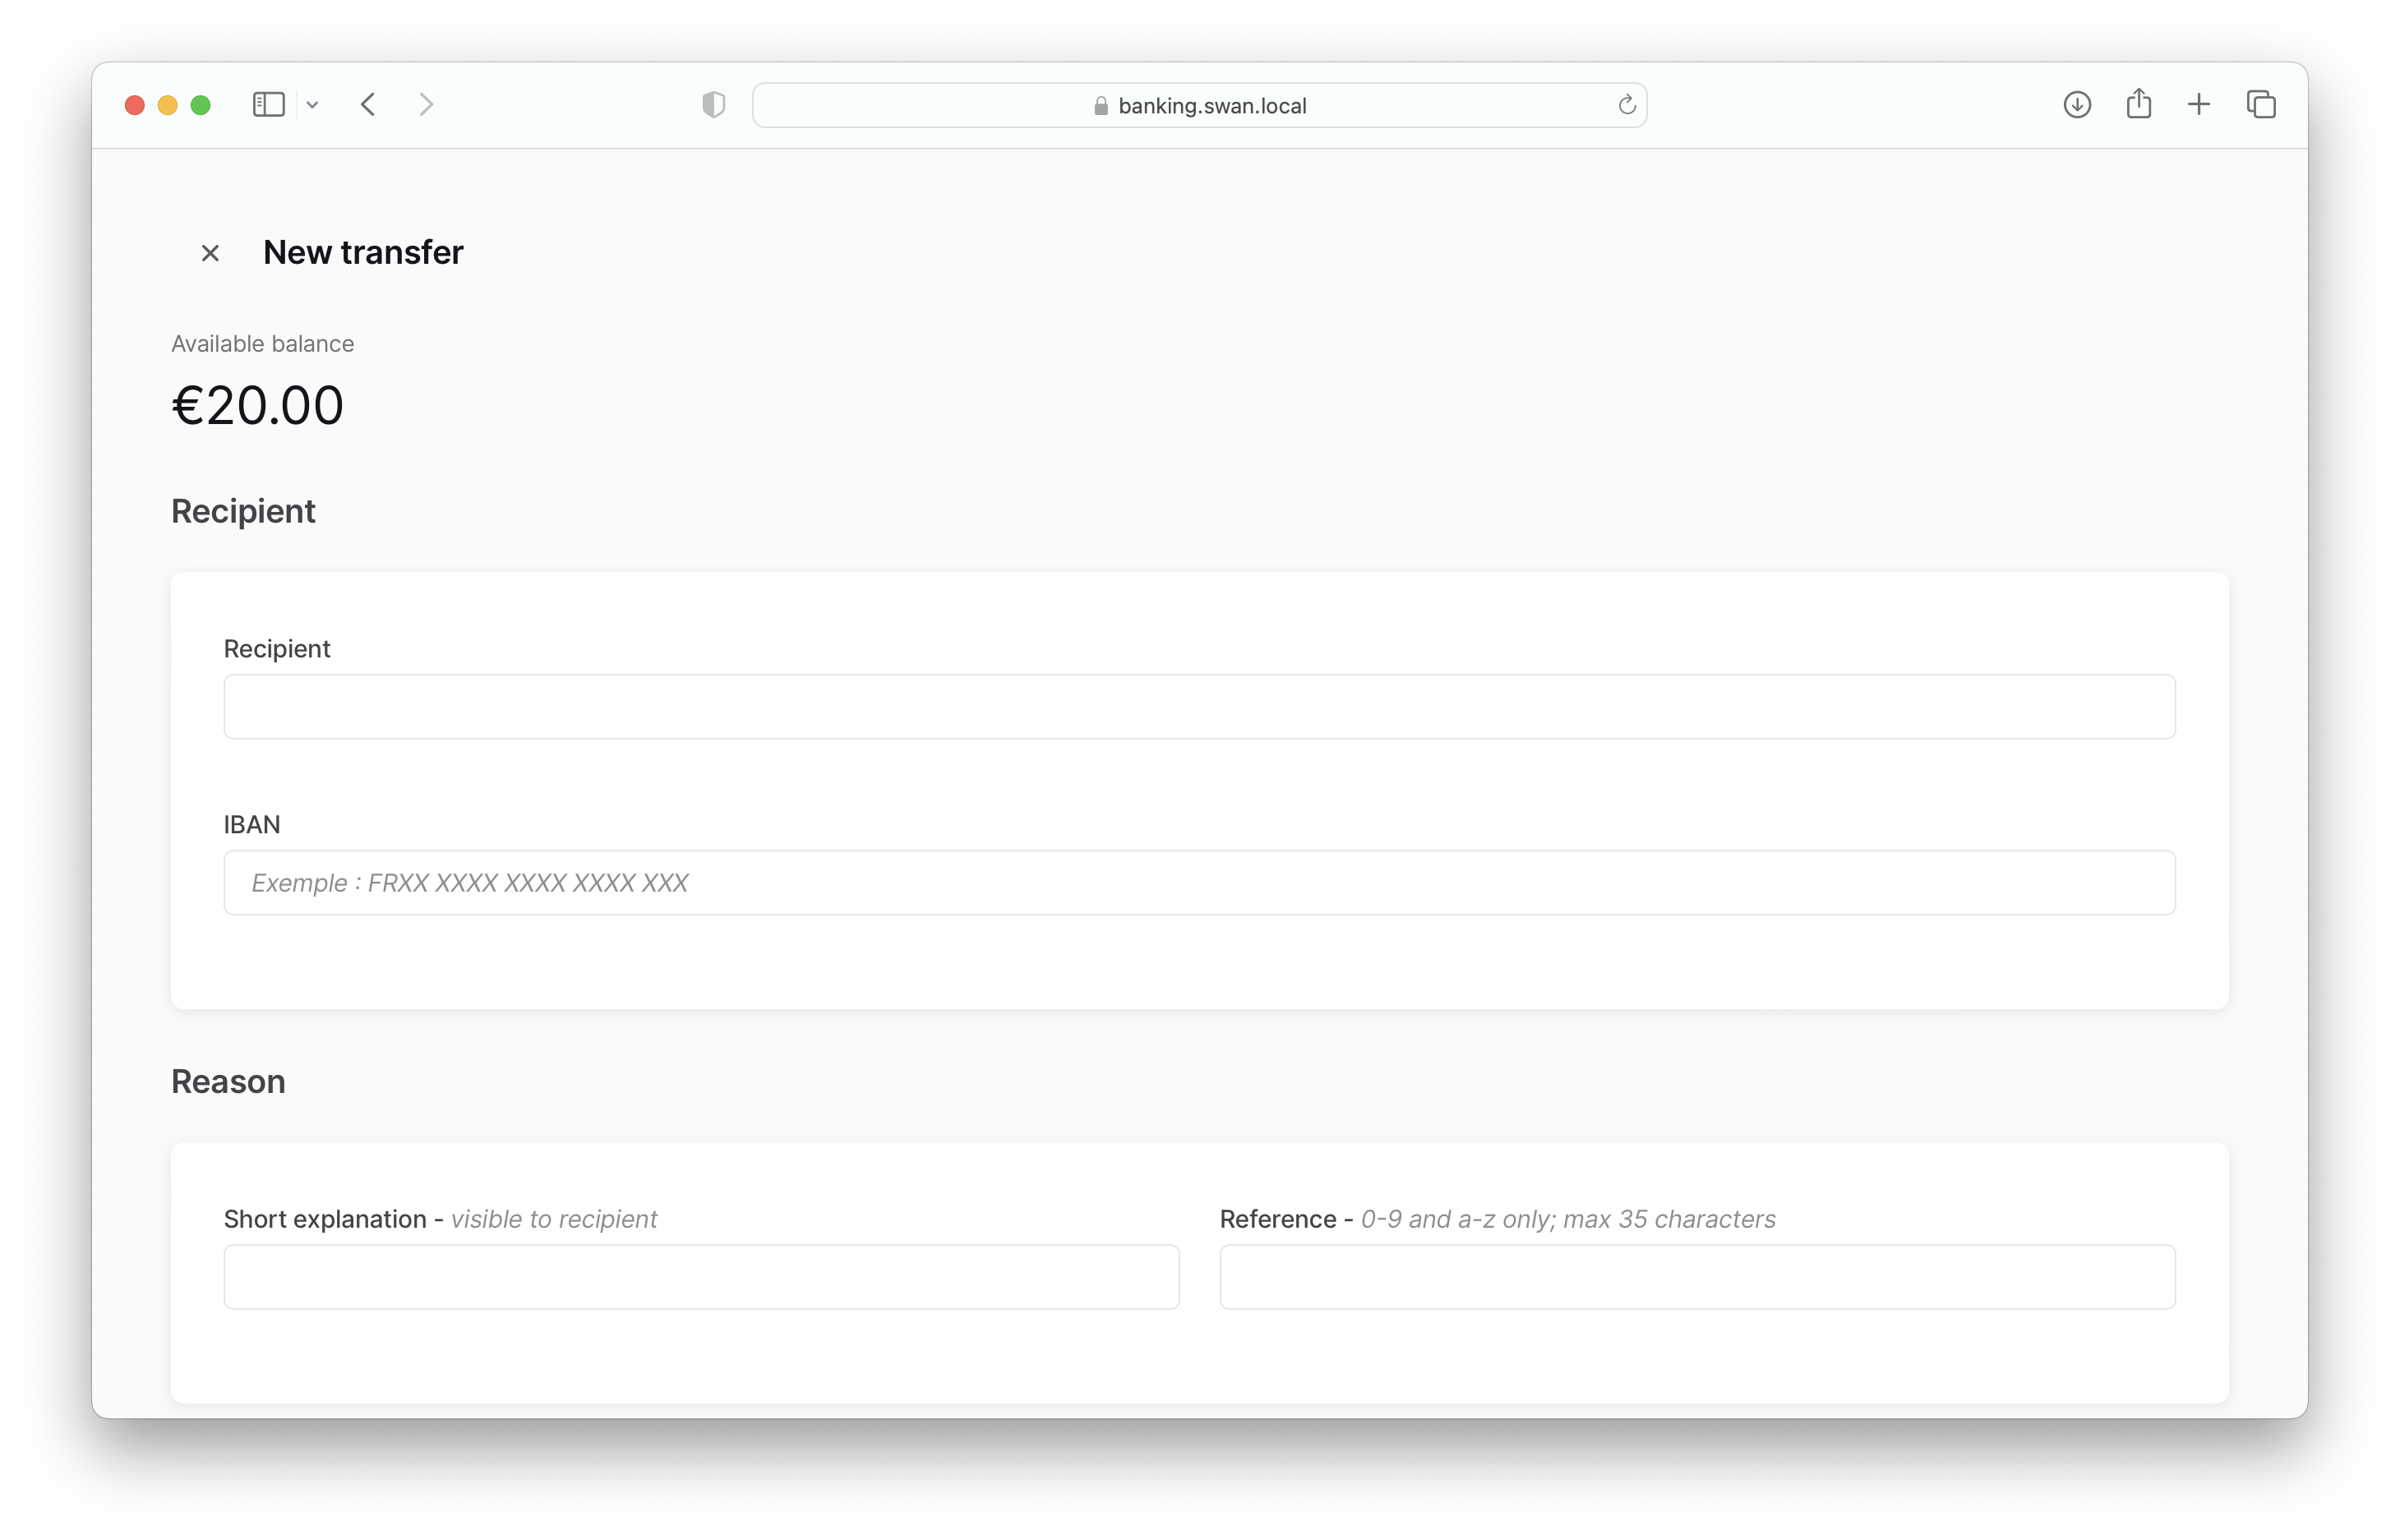 banking.swan.local
New transfer
Available balance
€20.00
Recipient
Recipient
IBAN
Exemple : FRXX XXXX XXXX XXXX XXX
Reason
Short explanation - visible to recipient
Reference - 0-9 and a-z only; max 35 characters